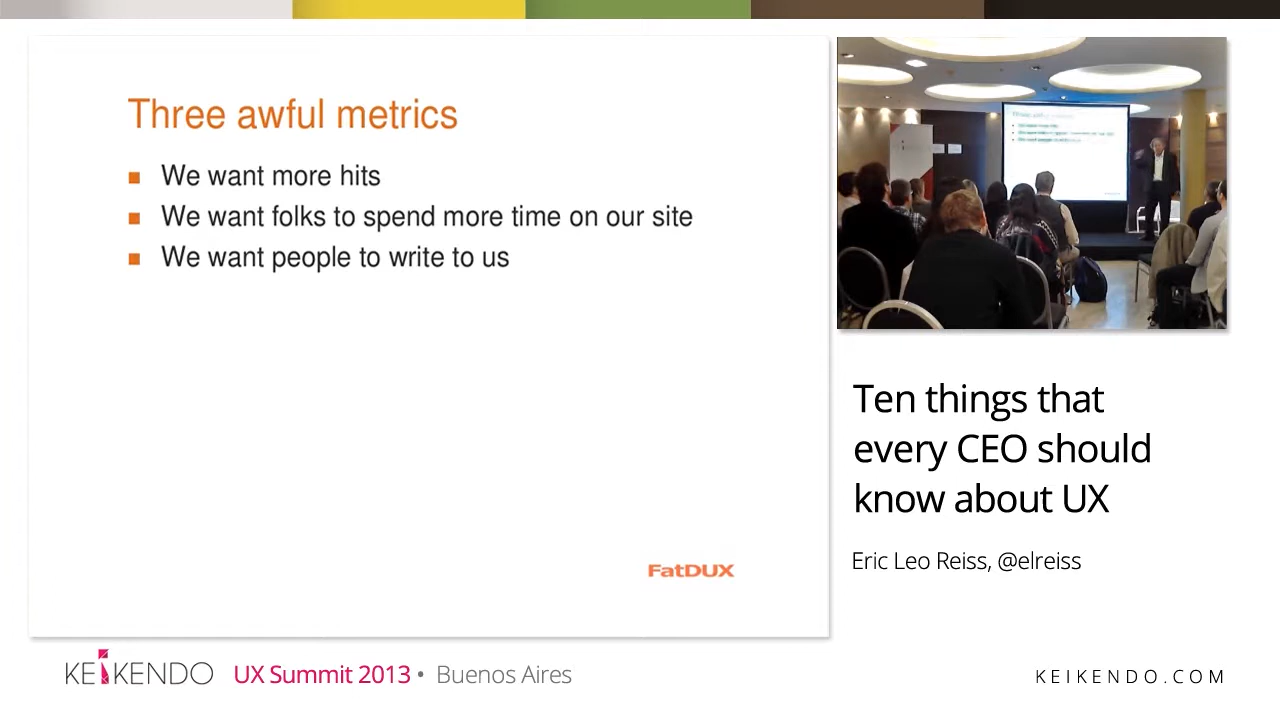 Three awful metrics
We want more hits
We want folks to spend more time on our site
We want people to write to us
FatDUX
Ten things that
every CEO should
know about UX
Eric Leo Reiss, @elreiss
KEIKENDO UX Summit 2013 • Buenos Aires
KEIKENDO.COM